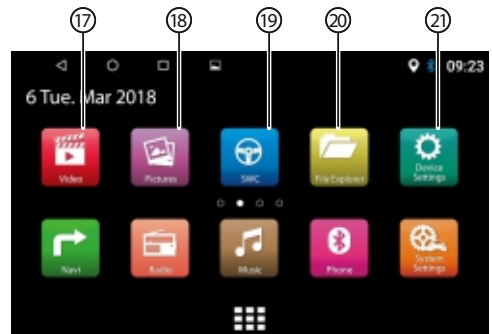 17 18 19 20 21
09:23
6 Tue. Mar 2018
Video Pictures SWC File Explorer Device Settings
Navi Radio Music Phone System Settings